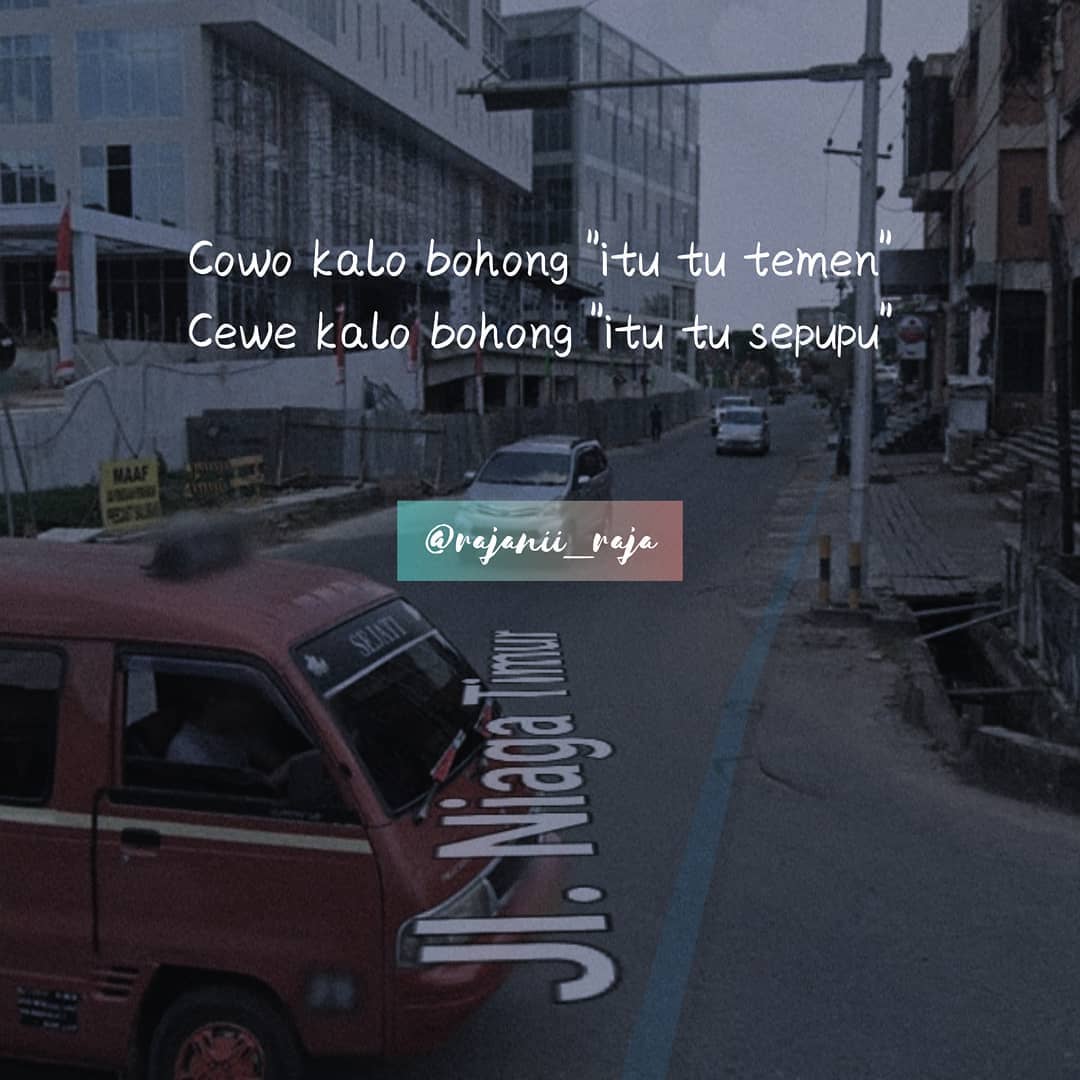 Cowo kalo bohong "itu tu temen"
Cewe kalo bohong "itu tu sepupu"
MAAF
@rajanii_raja
SEJATI
Jl. Niaga Timur